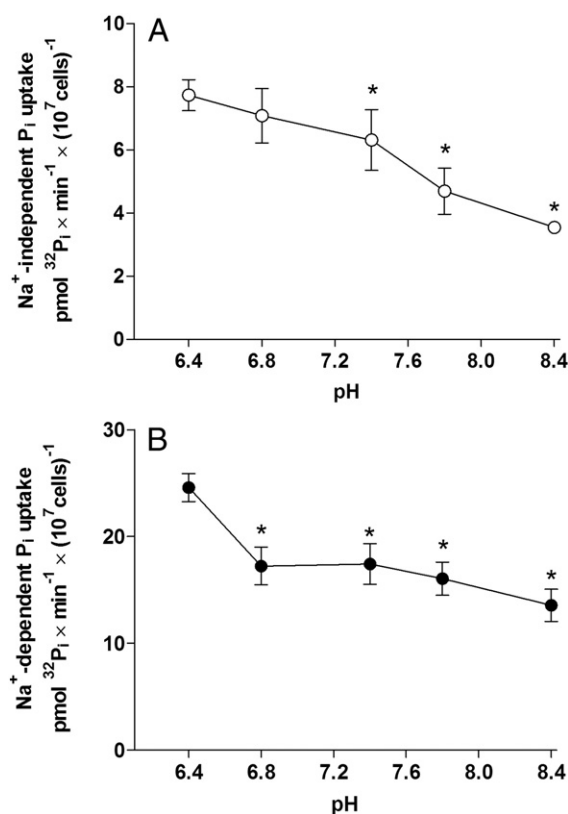 A
Na⁺-independent Pᵢ uptake
pmol ³²Pᵢ × min⁻¹ × (10⁷cells)⁻¹
10
8
6
4
2
0
*
*
*
6.4 6.8 7.2 7.6 8.0 8.4
pH
B
Na⁺-dependent Pᵢ uptake
pmol ³²Pᵢ × min⁻¹ × (10⁷cells)⁻¹
30
20
10
0
* * * *
6.4 6.8 7.2 7.6 8.0 8.4
pH